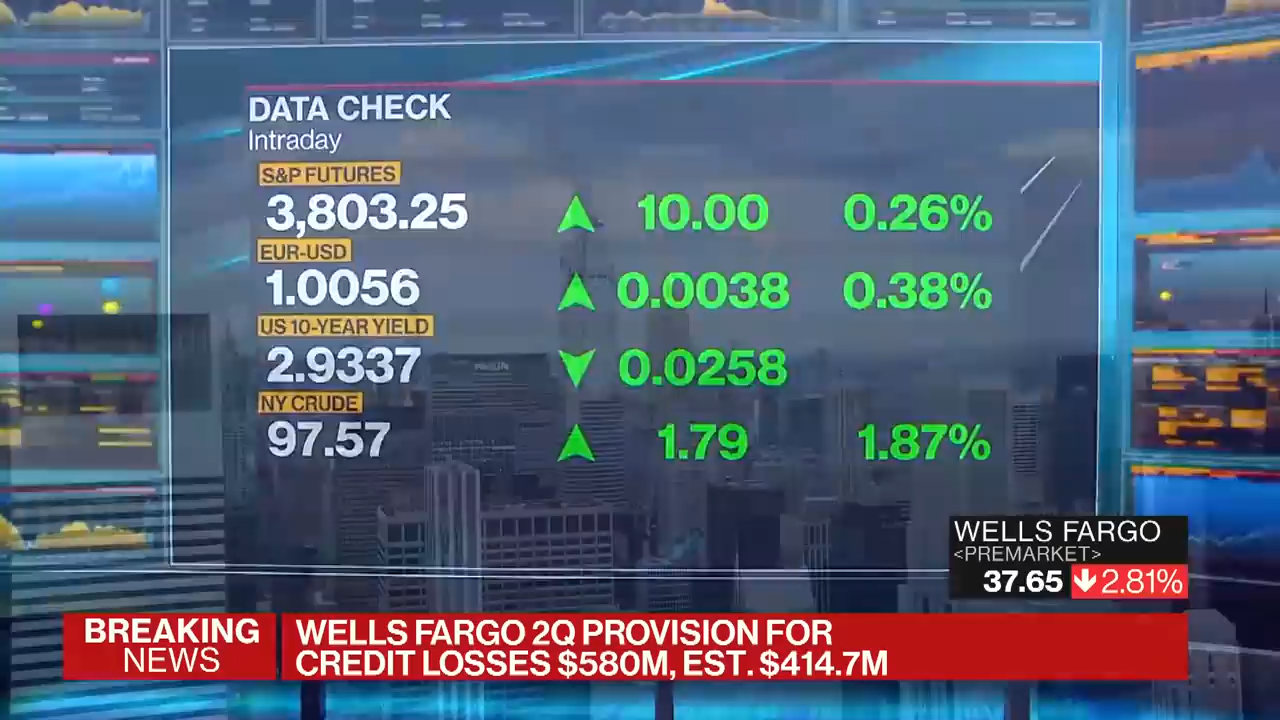 DATA CHECK
Intraday
S&P FUTURES
3,803.25 ▲ 10.00 0.26%
EUR-USD
1.0056 ▲ 0.0038 0.38%
US 10-YEAR YIELD
2.9337 ▼ 0.0258
NY CRUDE
97.57 ▲ 1.79 1.87%
WELLS FARGO
<PREMARKET>
37.65 ↓ 2.81%
BREAKING
NEWS
WELLS FARGO 2Q PROVISION FOR
CREDIT LOSSES $580M, EST. $414.7M